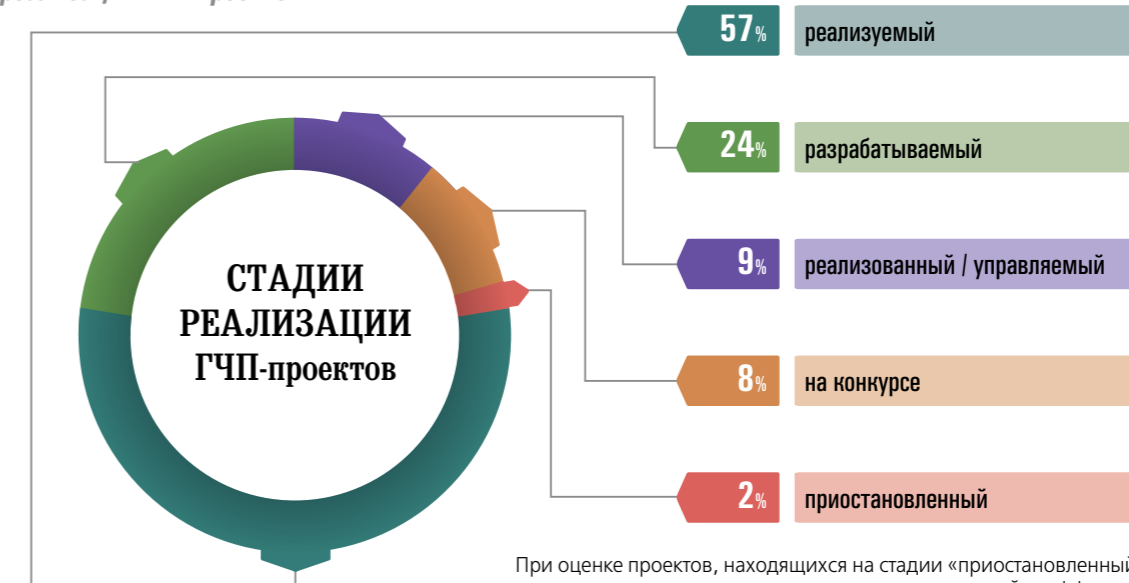 57% реализуемый
24% разрабатываемый
9% реализованный / управляемый
СТАДИИ
РЕАЛИЗАЦИИ
ГЧП-проектов
8% на конкурсе
2% приостановленный
При оценке проектов, находящихся на стадии «приостановленный